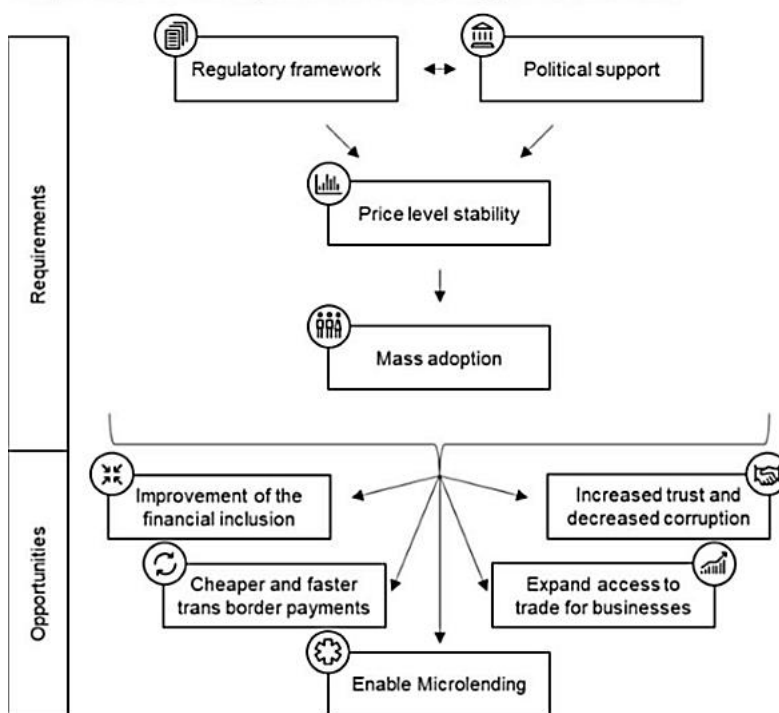 Regulatory framework
Political support
Price level stability
Mass adoption
Requirements
Improvement of the
financial inclusion
Increased trust and
decreased corruption
Cheaper and faster
trans border payments
Expand access to
trade for businesses
Enable Microlending
Opportunities